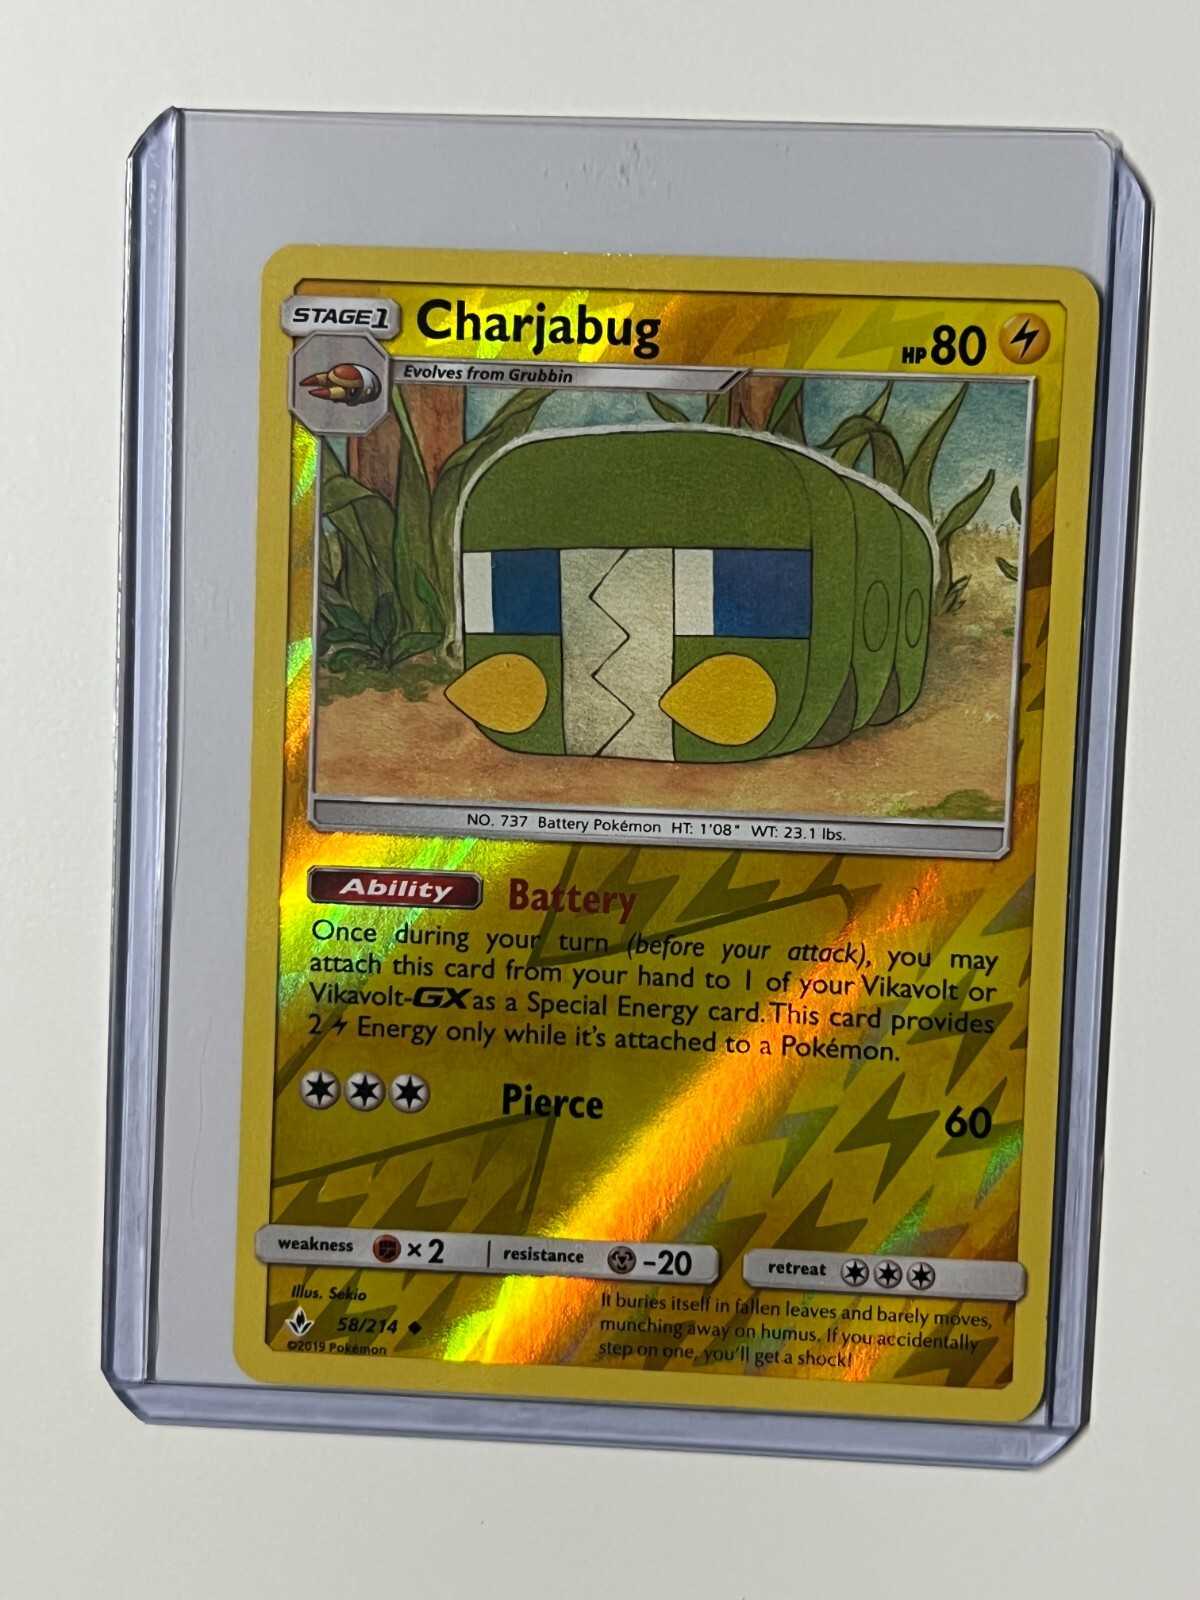 STAGE 1 Charjabug HP 80
Evolves from Grubbin
NO. 737 Battery Pokémon HT: 1'08" WT: 23.1 lbs.
Ability Battery
Once during your turn (before your attack), you may
attach this card from your hand to 1 of your Vikavolt or
Vikavolt-GX as a Special Energy card. This card provides
2 Energy only while it's attached to a Pokémon.
Pierce 60
weakness ×2 resistance -20 retreat
Illus. Sekio
58/214
©2019 Pokémon
It buries itself in fallen leaves and barely moves,
munching away on humus. If you accidentally
step on one, you'll get a shock!